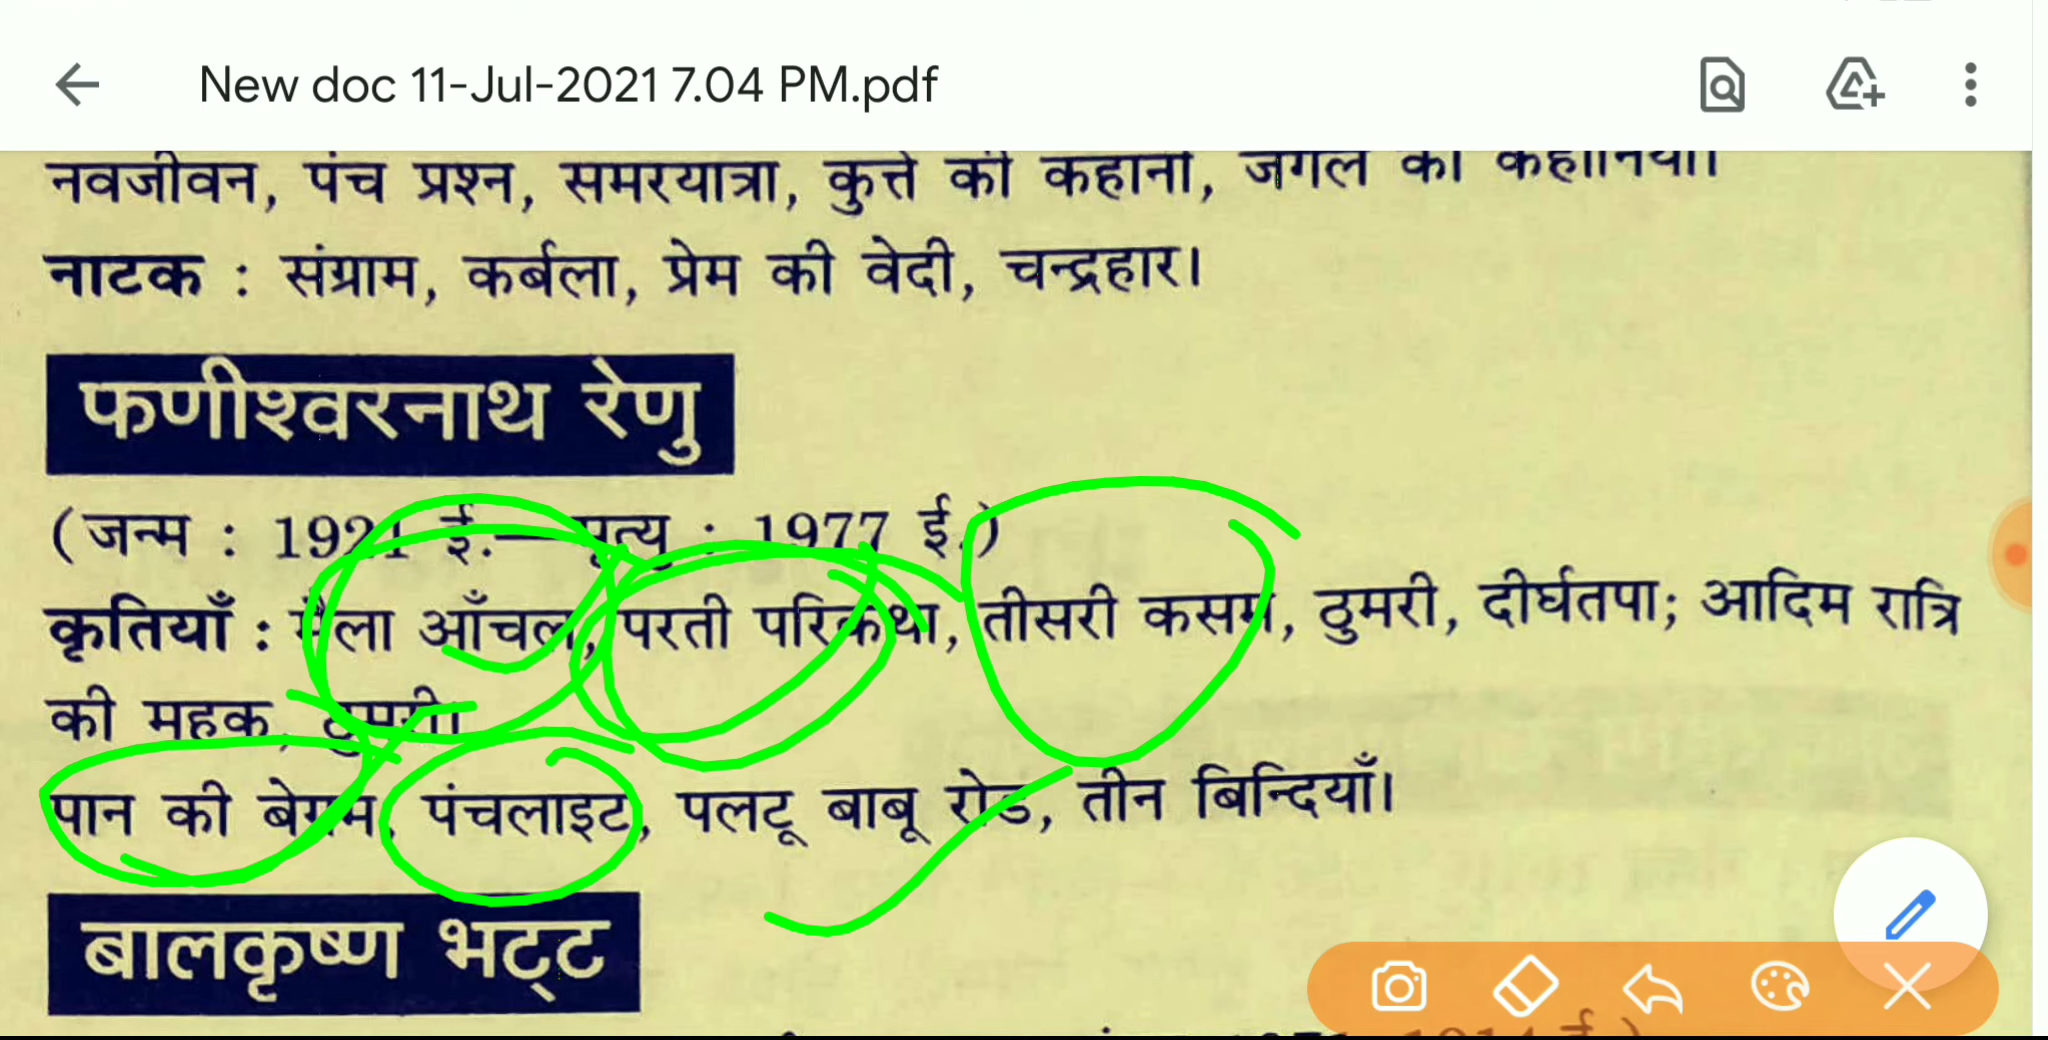 New doc 11-Jul-2021 7.04 PM.pdf
नवजीवन, पंच प्रश्न, समरयात्रा, कुत्ते की कहानी, जंगल की कहानियाँ।
नाटक : संग्राम, कर्बला, प्रेम की वेदी, चन्द्रहार।
फणीश्वरनाथ रेणु
(जन्म : 1921 ई.—मृत्यु : 1977 ई.)
कृतियाँ : मैला आँचल, परती परिकथा, तीसरी कसम, ठुमरी, दीर्घतपा; आदिम रात्रि
की महक, ठुमरी।
पान की बेगम, पंचलाइट, पलटू बाबू रोड, तीन बिन्दियाँ।
बालकृष्ण भट्ट